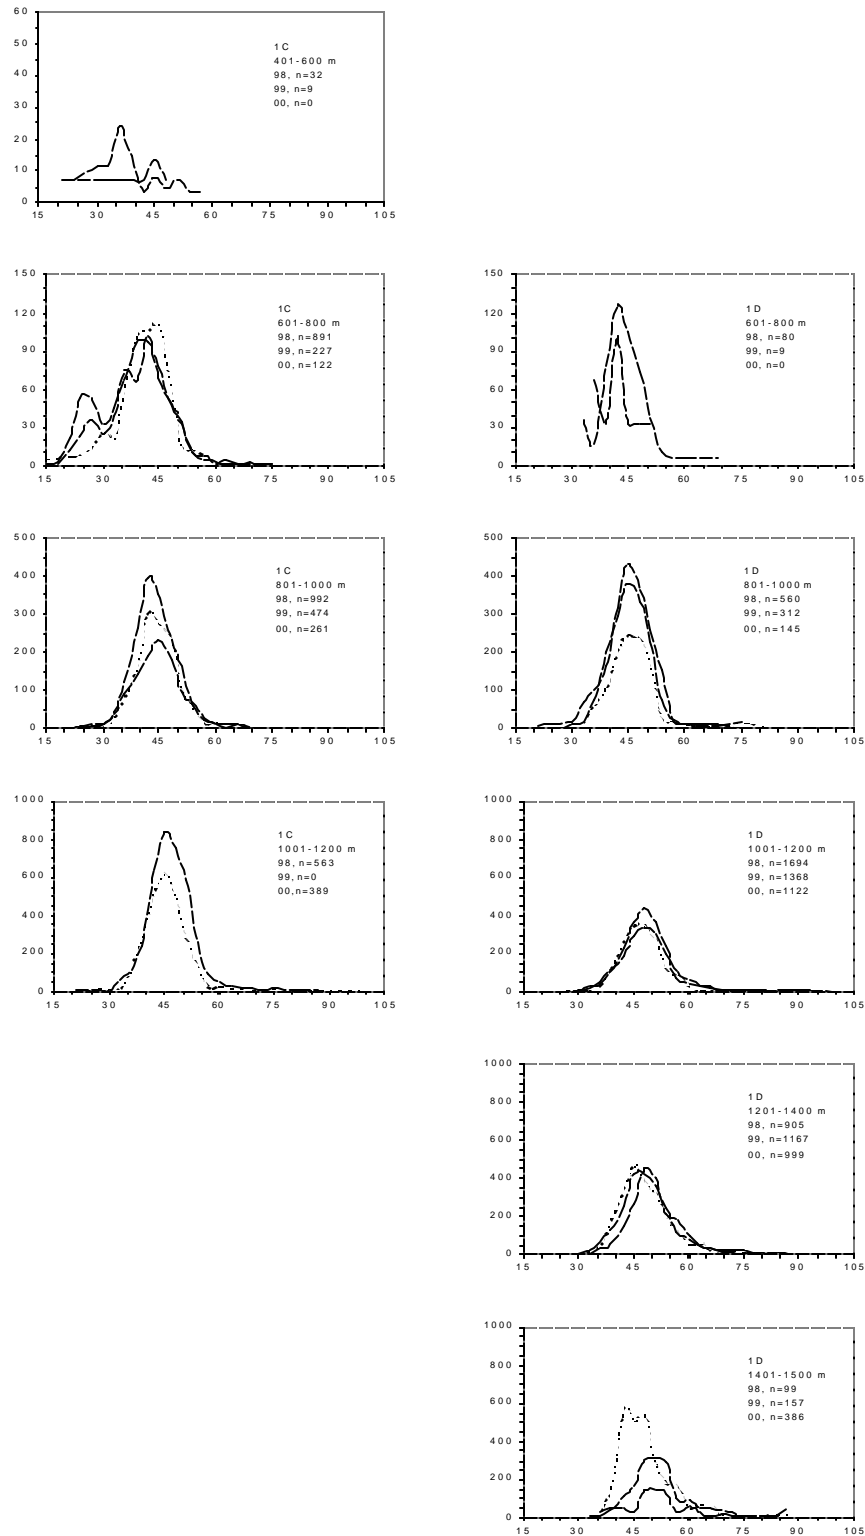 60
50
40
30
20
10
0
15 30 45 60 75 90 105
1C
401-600 m
98, n=32
99, n=9
00, n=0
150
120
90
60
30
0
15 30 45 60 75 90 105
1C
601-800 m
98, n=891
99, n=227
00, n=122
150
120
90
60
30
0
15 30 45 60 75 90 105
1D
601-800 m
98, n=80
99, n=9
00, n=0
500
400
300
200
100
0
15 30 45 60 75 90 105
1C
801-1000 m
98, n=992
99, n=474
00, n=261
500
400
300
200
100
0
15 30 45 60 75 90 105
1D
801-1000 m
98, n=560
99, n=312
00, n=145
1000
800
600
400
200
0
15 30 45 60 75 90 105
1C
1001-1200 m
98, n=563
99, n=0
00,n=389
1000
800
600
400
200
0
15 30 45 60 75 90 105
1D
1001-1200 m
98, n=1694
99, n=1368
00, n=1122
1000
800
600
400
200
0
15 30 45 60 75 90 105
1D
1201-1400 m
98, n=905
99, n=1167
00, n=999
1000
800
600
400
200
0
15 30 45 60 75 90 105
1D
1401-1500 m
98, n=99
99, n=157
00, n=386